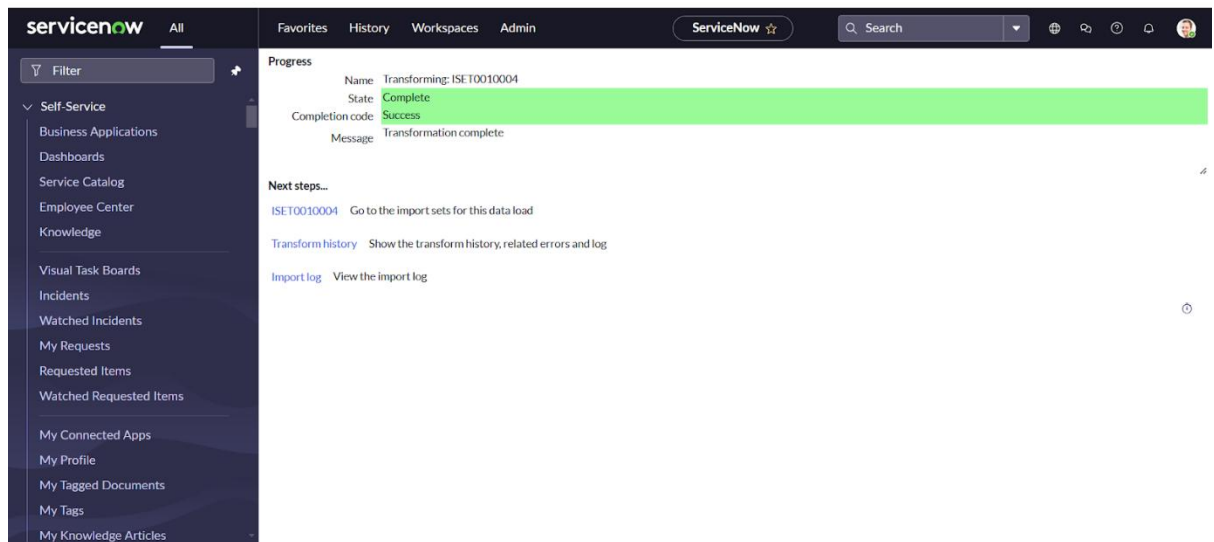 servicenow
All
Favorites History Workspaces Admin
ServiceNow
Search
Filter
Self-Service
Business Applications
Dashboards
Service Catalog
Employee Center
Knowledge
Visual Task Boards
Incidents
Watched Incidents
My Requests
Requested Items
Watched Requested Items
My Connected Apps
My Profile
My Tagged Documents
My Tags
My Knowledge Articles
Progress
Name Transforming: ISET0010004
State Complete
Completion code Success
Message Transformation complete
Next steps...
ISET0010004 Go to the import sets for this data load
Transform history Show the transform history, related errors and log
Import log View the import log